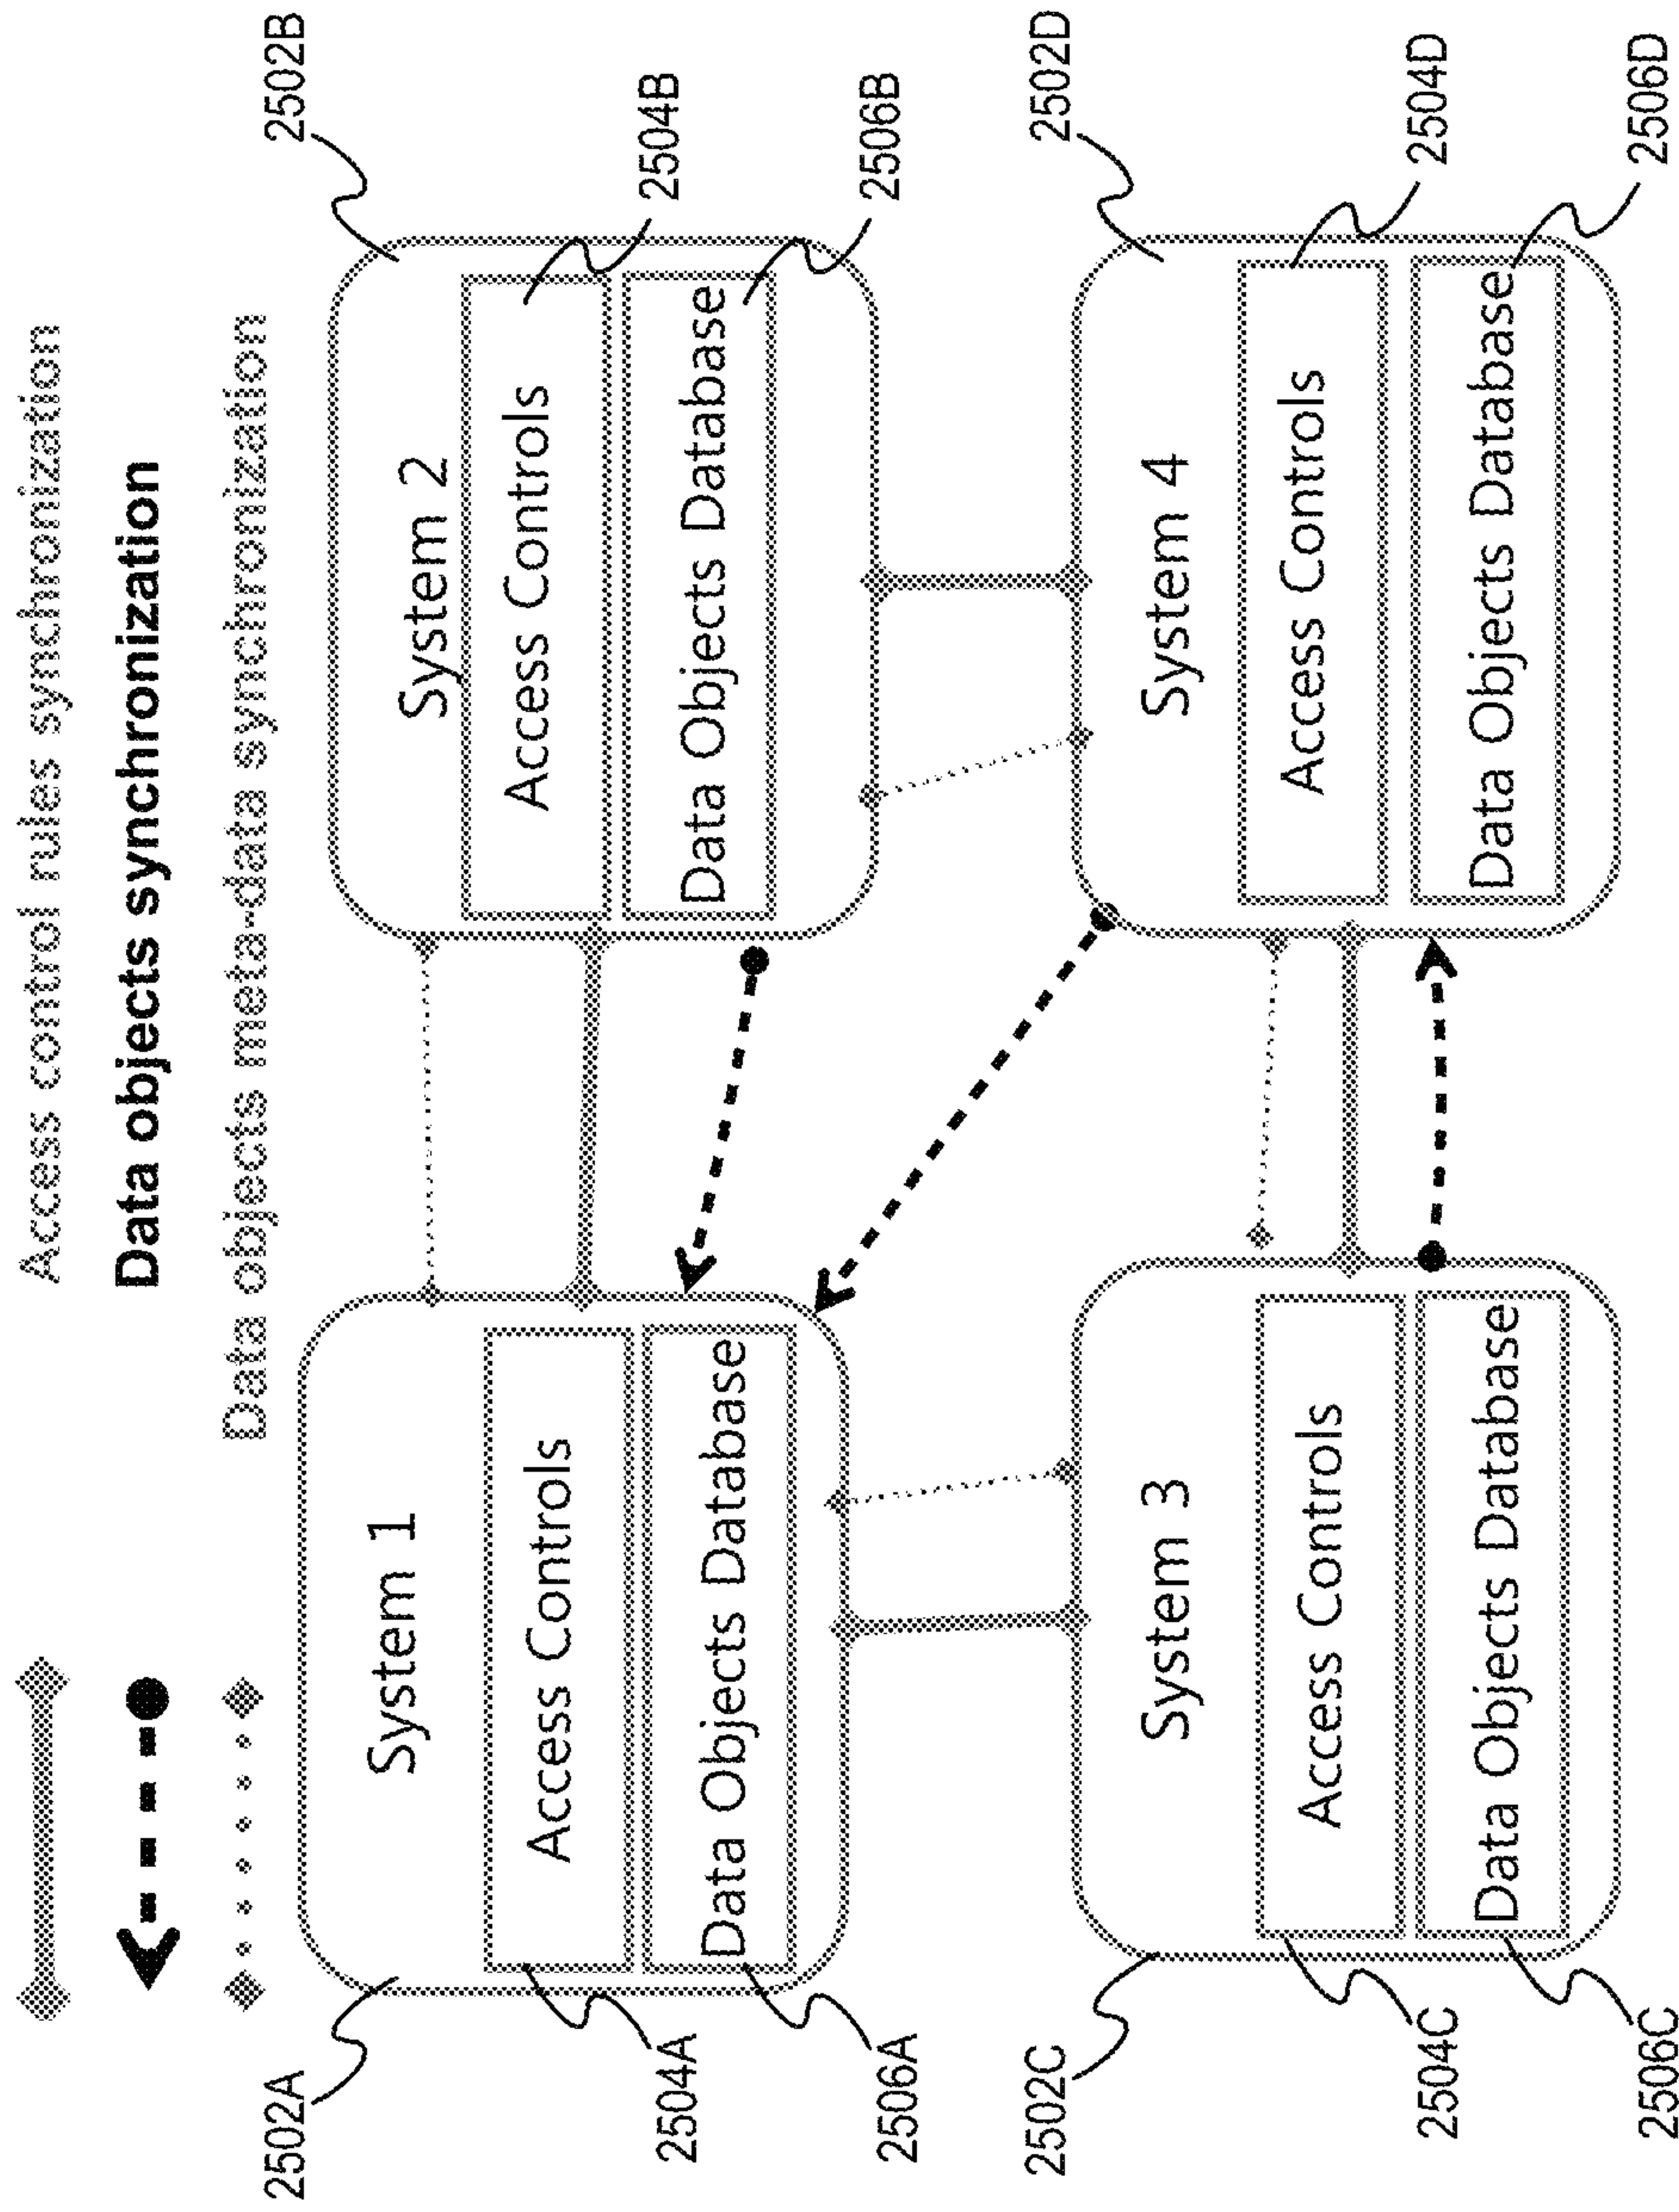 Access control rules synchronization
Data objects synchronization
Data objects meta-data synchronization
2502A
2502B
System 1
System 2
Access Controls
Access Controls
2504A
2504B
Data Objects Database
Data Objects Database
2506A
2506B
2502C
2502D
System 3
System 4
Access Controls
Access Controls
2504C
2504D
Data Objects Database
Data Objects Database
2506C
2506D